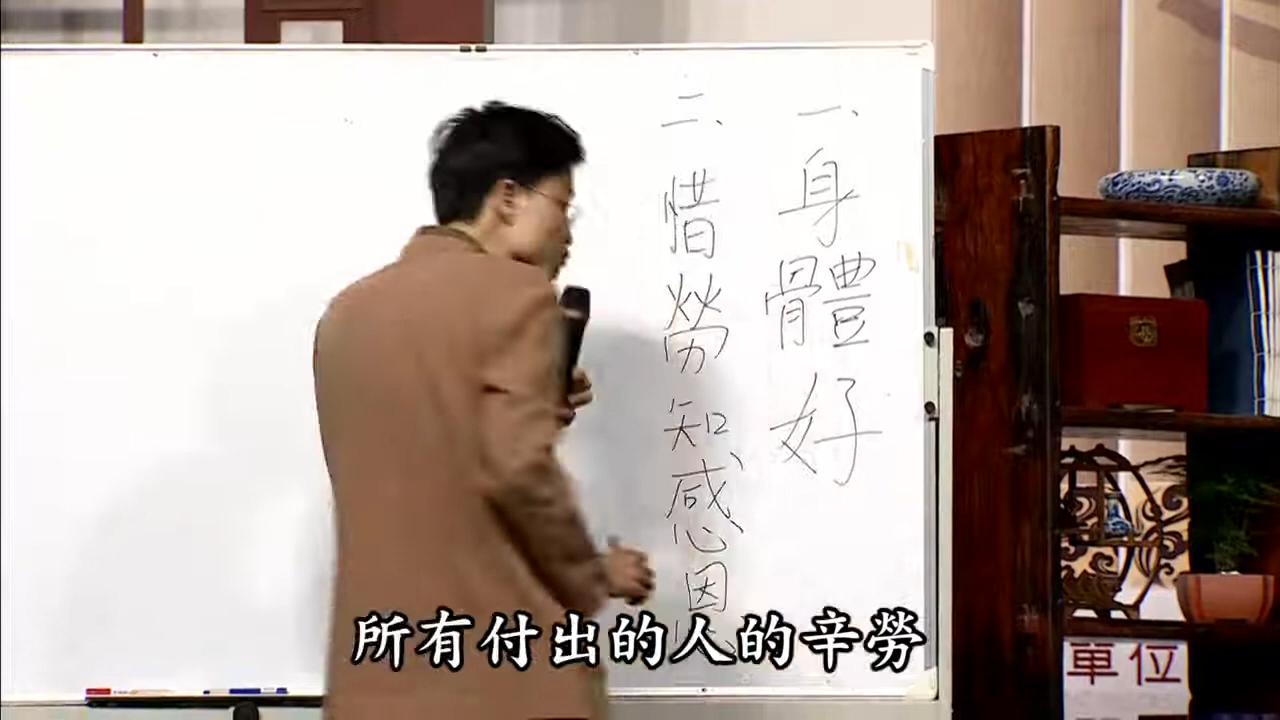 一、身體好
二、惜勞知感恩
所有付出的人的辛勞
車位